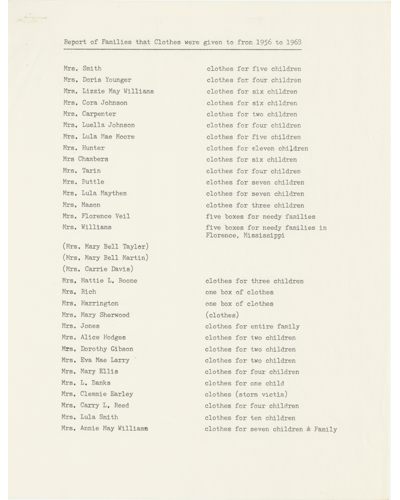 Report of Families that Clothes were given to from 1956 to 1963
Mrs. Smith clothes for five children
Mrs. Doris Younger clothes for four children
Mrs. Lizzie May Williams clothes for six children
Mrs. Cora Johnson clothes for six children
Mrs. Carpenter clothes for two children
Mrs. Luella Johnson clothes for four children
Mrs. Lula Mae Moore clothes for five children
Mrs. Hunter clothes for eleven children
Mrs Chambers clothes for six children
Mrs. Tarin clothes for four children
Mrs. Buttle clothes for seven children
Mrs. Lula Maythes clothes for seven children
Mrs. Mason clothes for three children
Mrs. Florence Veil five boxes for needy families
Mrs. Williams five boxes for needy families in
Florence, Mississippi
(Mrs. Mary Bell Taylor)
(Mrs. Mary Bell Martin)
(Mrs. Carrie Davis)
Mrs. Mattie L. Boone clothes for three children
Mrs. Rich one box of clothes
Mrs. Harrington one box of clothes
Mrs. Mary Sherwood (clothes)
Mrs. Jones clothes for entire family
Mrs. Alice Hodges clothes for two children
Mrs. Dorothy Gibson clothes for two children
Mrs. Eva Mae Larry clothes for two children
Mrs. Mary Ellis clothes for four children
Mrs. L. Banks clothes for one child
Mrs. Clemmie Earley clothes (storm victim)
Mrs. Carry L. Reed clothes for four children
Mrs. Lula Smith clothes for ten children
Mrs. Annie May Williams clothes for seven children & Family